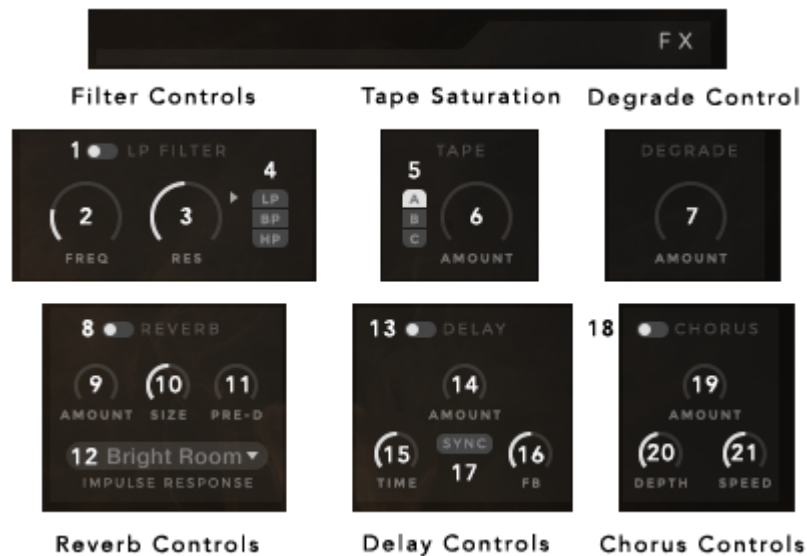 FX
Filter Controls
Tape Saturation
Degrade Control
1 LP FILTER
4
LP
BP
HP
2
FREQ
3
RES
TAPE
5
A
B
C
6
AMOUNT
DEGRADE
7
AMOUNT
8 REVERB
9
AMOUNT
10
SIZE
11
PRE-D
12 Bright Room
IMPULSE RESPONSE
13 DELAY
14
AMOUNT
15
TIME
SYNC
17
16
FB
18 CHORUS
19
AMOUNT
20
DEPTH
21
SPEED
Reverb Controls
Delay Controls
Chorus Controls